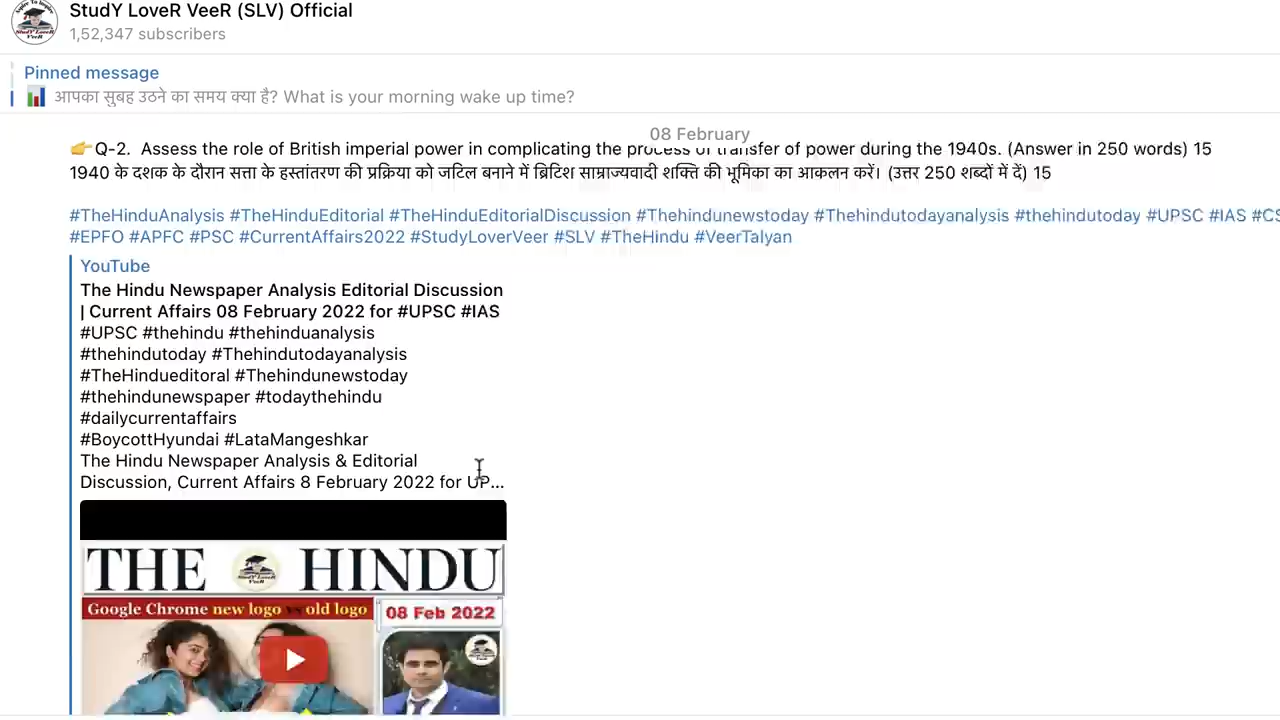 StudY LoveR VeeR (SLV) Official
1,52,347 subscribers
Pinned message
आपका सुबह उठने का समय क्या है? What is your morning wake up time?
08 February
👉Q-2. Assess the role of British imperial power in complicating the process of transfer of power during the 1940s. (Answer in 250 words) 15
1940 के दशक के दौरान सत्ता के हस्तांतरण की प्रक्रिया को जटिल बनाने में ब्रिटिश साम्राज्यवादी शक्ति की भूमिका का आकलन करें। (उत्तर 250 शब्दों में दें) 15
#TheHinduAnalysis #TheHinduEditorial #TheHinduEditorialDiscussion #Thehindunewstoday #Thehindutodayanalysis #thehindutoday #UPSC #IAS #CS
#EPFO #APFC #PSC #CurrentAffairs2022 #StudyLoverVeer #SLV #TheHindu #VeerTalyan
YouTube
The Hindu Newspaper Analysis Editorial Discussion
| Current Affairs 08 February 2022 for #UPSC #IAS
#UPSC #thehindu #thehinduanalysis
#thehindutoday #Thehindutodayanalysis
#TheHindueditoral #Thehindunewstoday
#thehindunewspaper #todaythehindu
#dailycurrentaffairs
#BoycottHyundai #LataMangeshkar
The Hindu Newspaper Analysis & Editorial
Discussion, Current Affairs 8 February 2022 for UP...
THE HINDU
Google Chrome new logo vs old logo
08 Feb 2022